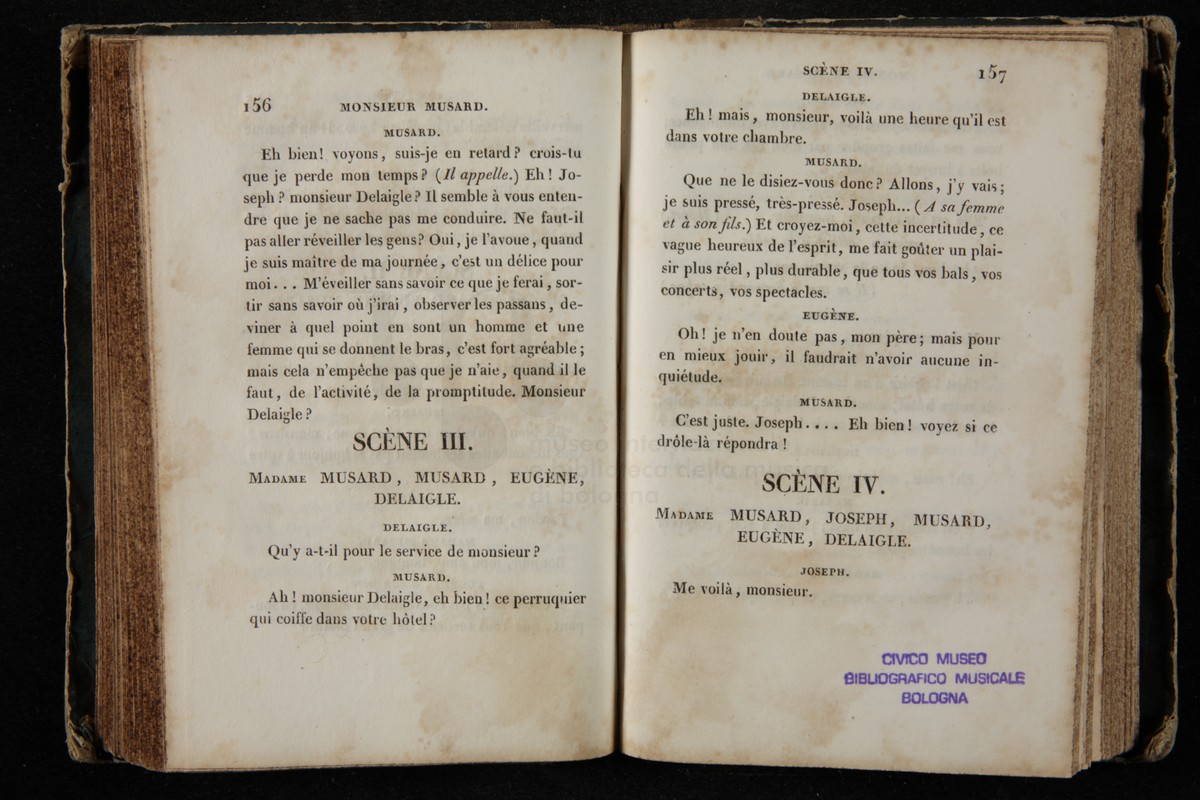 156 MONSIEUR MUSARD.
MUSARD.
Eh bien! voyons, suis-je en retard? crois-tu
que je perde mon temps? (Il appelle.) Eh! Jo-
seph? monsieur Delaigle? Il semble à vous enten-
dre que je ne sache pas me conduire. Ne faut-il
pas aller réveiller les gens? Oui, je l'avoue, quand
je suis maître de ma journée, c'est un délice pour
moi... M'éveiller sans savoir ce que je ferai, sor-
tir sans savoir où j'irai, observer les passans, de-
viner à quel point en sont un homme et une
femme qui se donnent le bras, c'est fort agréable;
mais cela n'empêche pas que je n'aie, quand il le
faut, de l'activité, de la promptitude. Monsieur
Delaigle?
SCÈNE III.
MADAME MUSARD, MUSARD, EUGÈNE,
DELAIGLE.
DELAIGLE.
Qu'y a-t-il pour le service de monsieur?
MUSARD.
Ah! monsieur Delaigle, eh bien! ce perruquier
qui coiffe dans votre hôtel?
SCÈNE IV. 157
DELAIGLE.
Eh! mais, monsieur, voilà une heure qu'il est
dans votre chambre.
MUSARD.
Que ne le disiez-vous donc? Allons, j'y vais;
je suis pressé, très-pressé. Joseph... (A sa femme
et à son fils.) Et croyez-moi, cette incertitude, ce
vague heureux de l'esprit, me fait goûter un plai-
sir plus réel, plus durable, que tous vos bals, vos
concerts, vos spectacles.
EUGÈNE.
Oh! je n'en doute pas, mon père; mais pour
en mieux jouir, il faudrait n'avoir aucune in-
quiétude.
MUSARD.
C'est juste. Joseph.... Eh bien! voyez si ce
drôle-là répondra!
SCÈNE IV.
MADAME MUSARD, JOSEPH, MUSARD,
EUGÈNE, DELAIGLE.
JOSEPH.
Me voilà, monsieur.
CIVICO MUSEO
BIBLIOGRAFICO MUSICALE
BOLOGNA
museo inter
e biblioteca della musica
di bologna